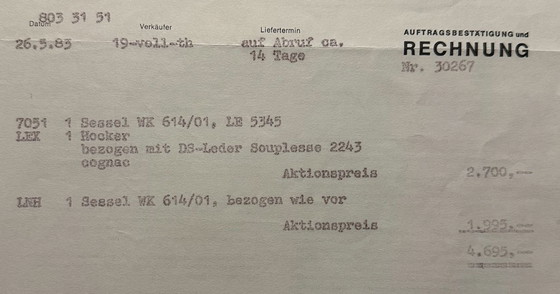 803 31 51
Datum Verkäufer Liefertermin
26.5.83 19-voll-th auf Abruf ca.
14 Tage
AUFTRAGSBESTÄTIGUNG und
RECHNUNG
Nr. 30267
7051 1 Sessel WK 614/01, LE 5345
LEX 1 Hocker
bezogen mit DS-Leder Souplesse 2243
cognac
Aktionspreis 2.700,--
LNH 1 Sessel WK 614/01, bezogen wie vor
Aktionspreis 1.995,--
4.695,--